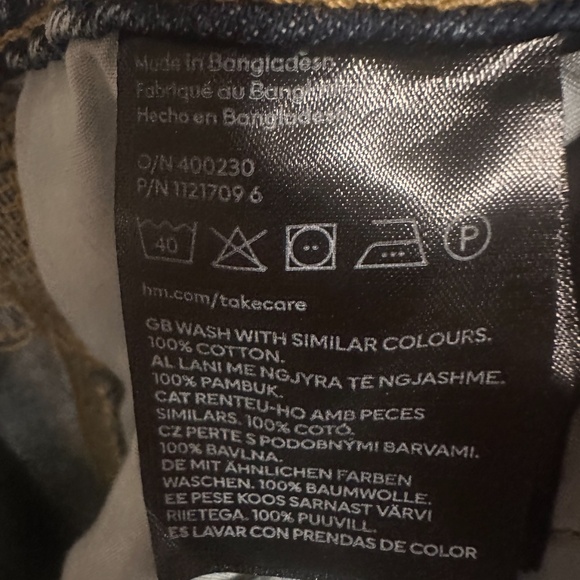 Made in Bangladesh
Fabriqué au Bangladesh
Hecho en Bangladesh
O/N 400230
P/N 1121709 6
40
P
hm.com/takecare
GB WASH WITH SIMILAR COLOURS.
100% COTTON.
AL LANI ME NGJYRA TË NGJASHME.
100% PAMBUK.
CAT RENTEU-HO AMB PECES
SIMILARS. 100% COTÓ.
CZ PERTE S PODOBNÝMI BARVAMI.
100% BAVLNA.
DE MIT ÄHNLICHEN FARBEN
WASCHEN. 100% BAUMWOLLE.
EE PESE KOOS SARNAST VÄRVI
RIIETEGA. 100% PUUVILL.
ES LAVAR CON PRENDAS DE COLOR